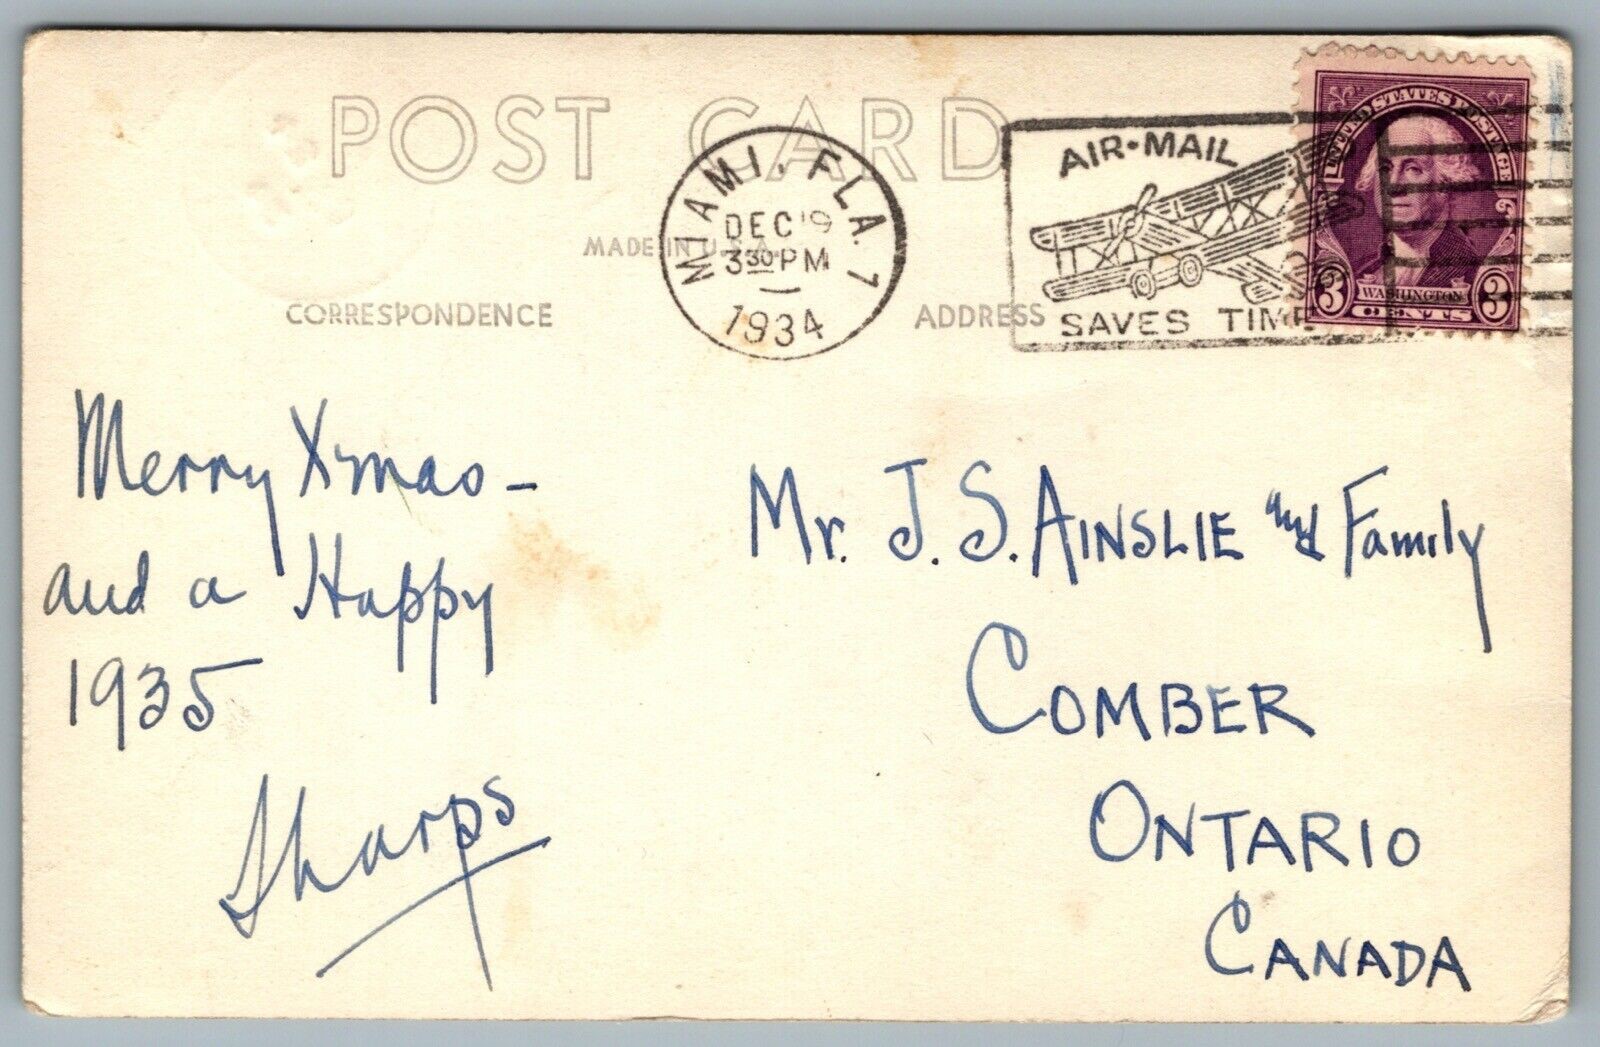 POST CARD
MADE IN U.S.A.
CORRESPONDENCE
ADDRESS
MIAMI, FLA. 7
DEC 19
3 30 PM
1934
AIR-MAIL
SAVES TIME
UNITED STATES POSTAGE
3 WASHINGTON 3
CENTS
Merry Xmas -
and a Happy
1935
Sharps
Mr. J. S. AINSLIE and Family
COMBER
ONTARIO
CANADA